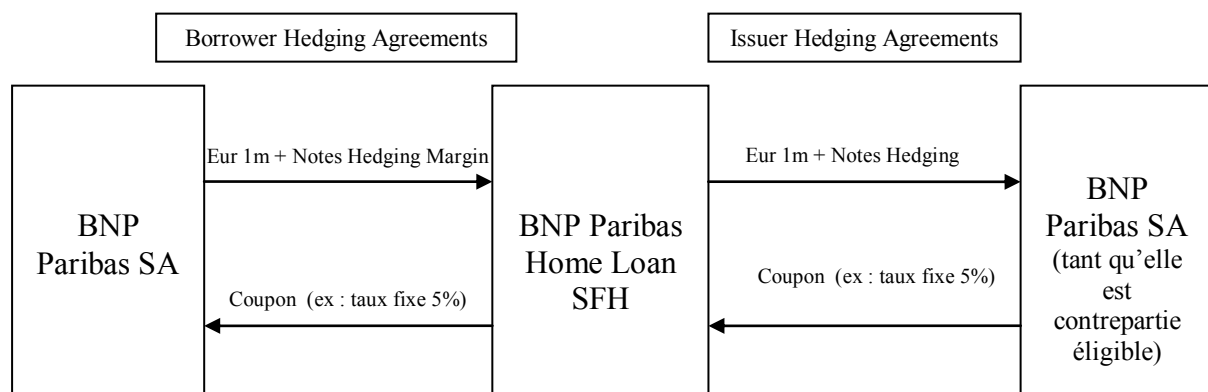 Borrower Hedging Agreements
Issuer Hedging Agreements
Eur 1m + Notes Hedging Margin
Eur 1m + Notes Hedging
BNP
Paribas SA
BNP Paribas
Home Loan
SFH
BNP
Paribas SA
(tant qu’elle
est
contrepartie
éligible)
Coupon (ex : taux fixe 5%)
Coupon (ex : taux fixe 5%)